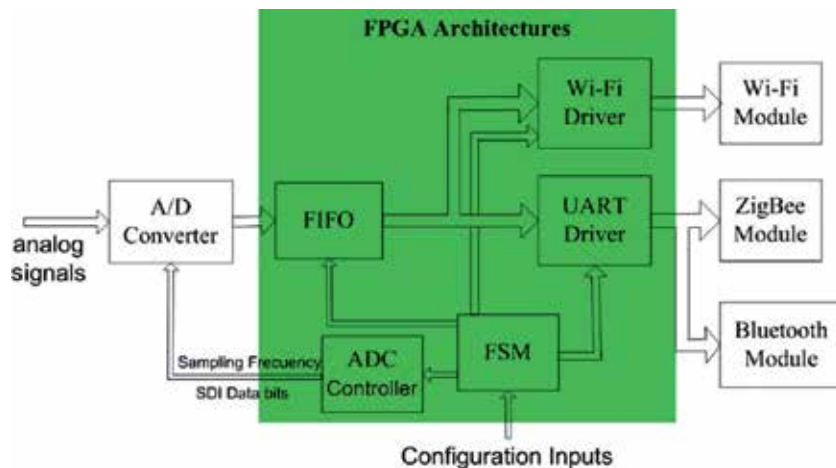 FPGA Architectures
Wi-Fi
Driver
Wi-Fi
Module
A/D
Converter
FIFO
UART
Driver
ZigBee
Module
analog
signals
Sampling Frecuency
SDI Data bits
ADC
Controller
FSM
Bluetooth
Module
Configuration Inputs